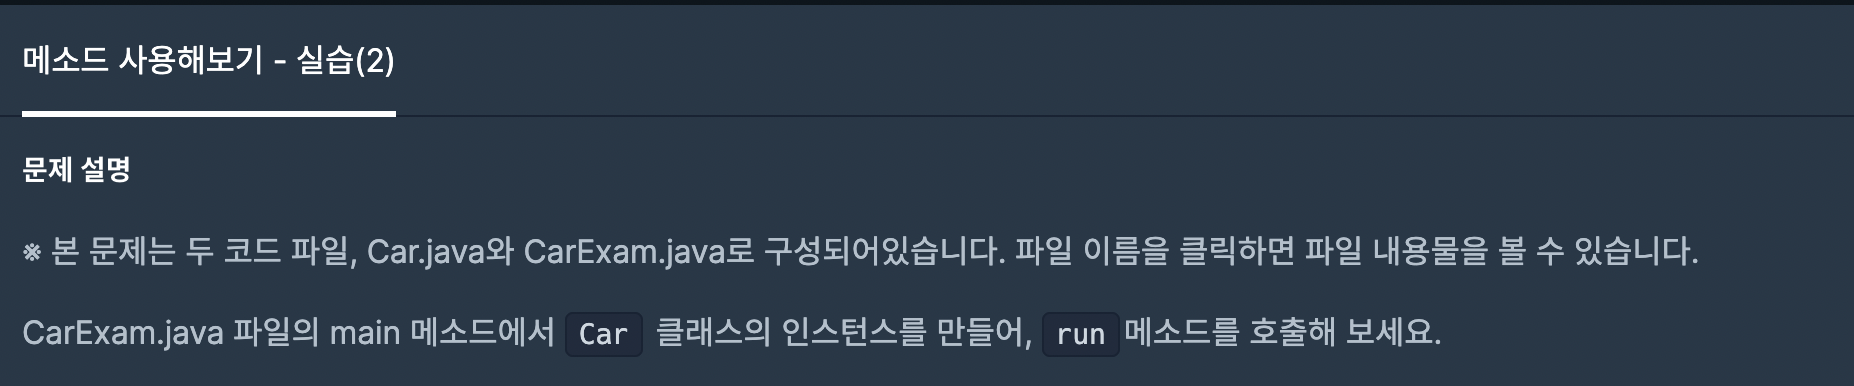 메소드 사용해보기 - 실습(2)
문제 설명
※ 본 문제는 두 코드 파일, Car.java와 CarExam.java로 구성되어있습니다. 파일 이름을 클릭하면 파일 내용물을 볼 수 있습니다.
CarExam.java 파일의 main 메소드에서 Car 클래스의 인스턴스를 만들어, run 메소드를 호출해 보세요.